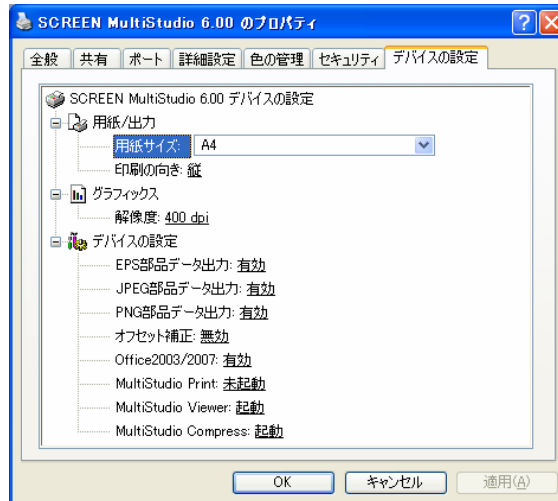 SCREEN MultiStudio 6.00 のプロパティ
全般 共有 ポート 詳細設定 色の管理 セキュリティ デバイスの設定
SCREEN MultiStudio 6.00 デバイスの設定
用紙/出力
用紙サイズ: A4
印刷の向き: 縦
グラフィックス
解像度: 400 dpi
デバイスの設定
EPS部品データ出力: 有効
JPEG部品データ出力: 有効
PNG部品データ出力: 有効
オフセット補正: 無効
Office2003/2007: 有効
MultiStudio Print: 未起動
MultiStudio Viewer: 起動
MultiStudio Compress: 起動
OK キャンセル 適用(A)